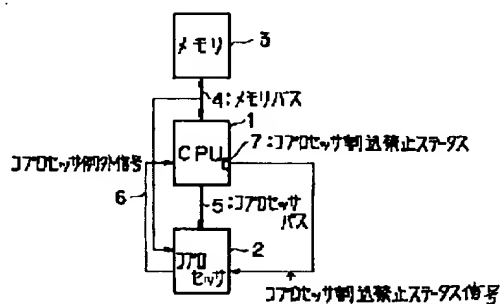 メモリ
3
4:メモリバス
1
7:コプロセッサ割込禁止ステータス
CPU
コプロセッサ例外信号
6
5:コプロセッサ
バス
2
コプロ
セッサ
コプロセッサ割込禁止ステータス信号